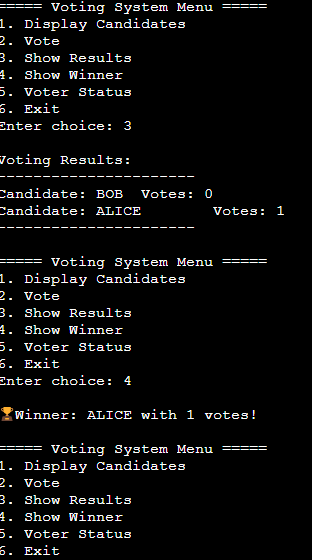 ===== Voting System Menu =====
1. Display Candidates
2. Vote
3. Show Results
4. Show Winner
5. Voter Status
6. Exit
Enter choice: 3
Voting Results:
-----------------------
Candidate: BOB  Votes: 0
Candidate: ALICE        Votes: 1
-----------------------
===== Voting System Menu =====
1. Display Candidates
2. Vote
3. Show Results
4. Show Winner
5. Voter Status
6. Exit
Enter choice: 4
🏆Winner: ALICE with 1 votes!
===== Voting System Menu =====
1. Display Candidates
2. Vote
3. Show Results
4. Show Winner
5. Voter Status
6. Exit